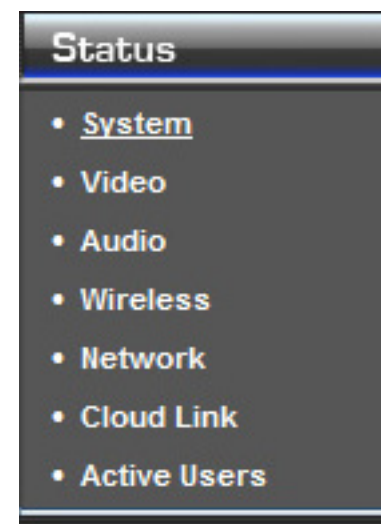 Status
• System
• Video
• Audio
• Wireless
• Network
• Cloud Link
• Active Users